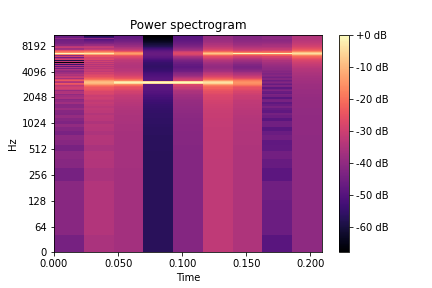 Power spectrogram
8192
4096
2048
1024
512
256
128
64
0
Hz
0.000 0.050 0.100 0.150 0.200
Time
+0 dB
-10 dB
-20 dB
-30 dB
-40 dB
-50 dB
-60 dB